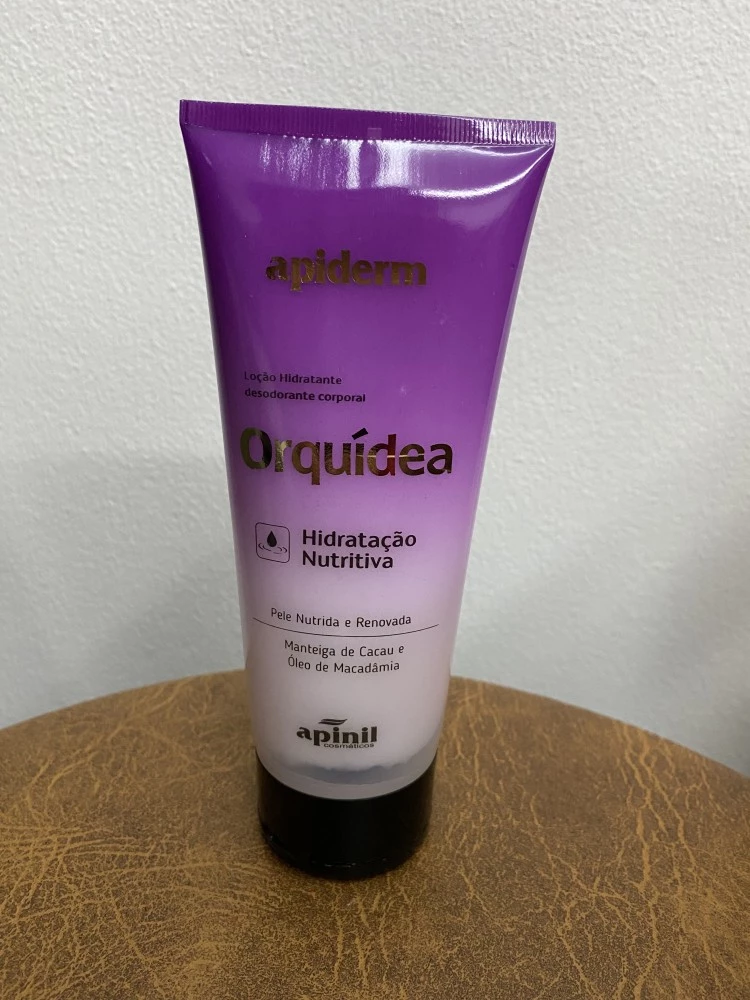 apiderm
Loção Hidratante
desodorante corporal
Orquídea
Hidratação
Nutritiva
Pele Nutrida e Renovada
Manteiga de Cacau e
Óleo de Macadâmia
apinil
cosméticos